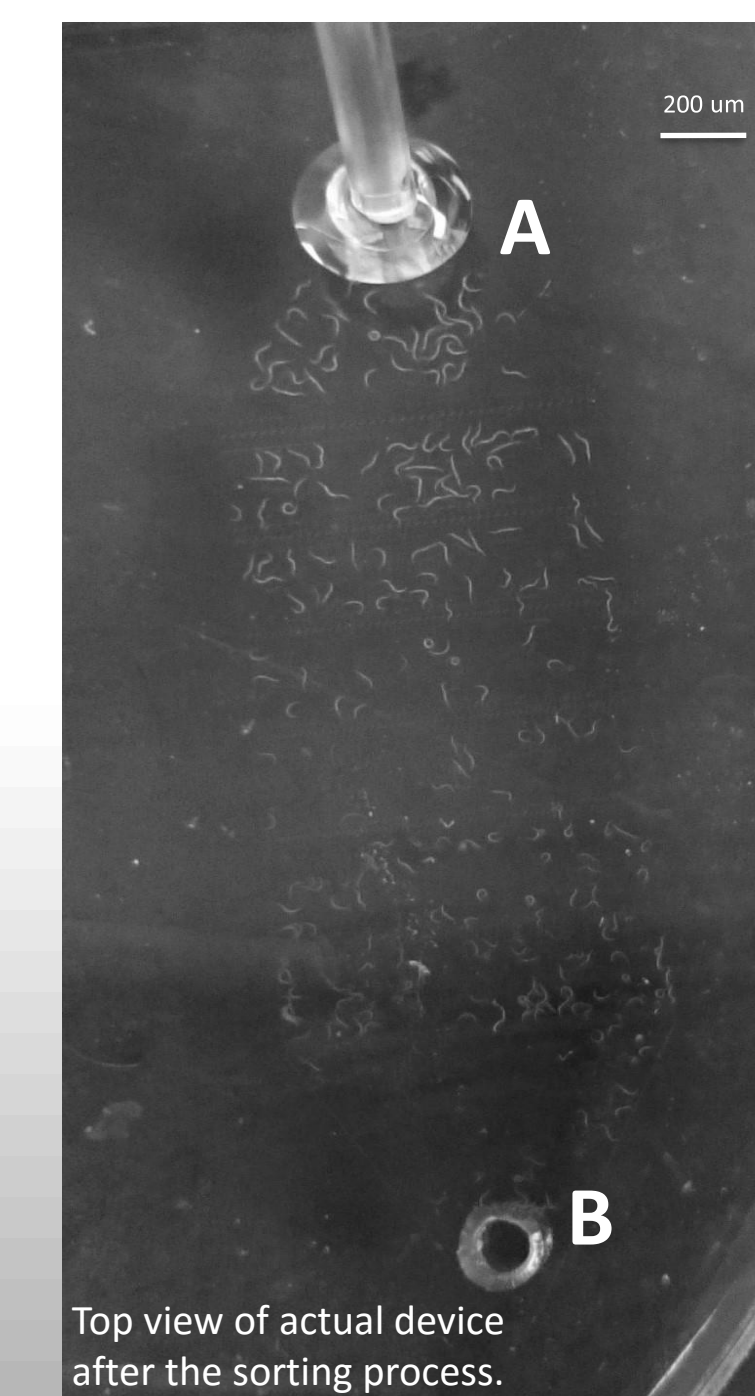 200 um
A
B
Top view of actual device
after the sorting process.